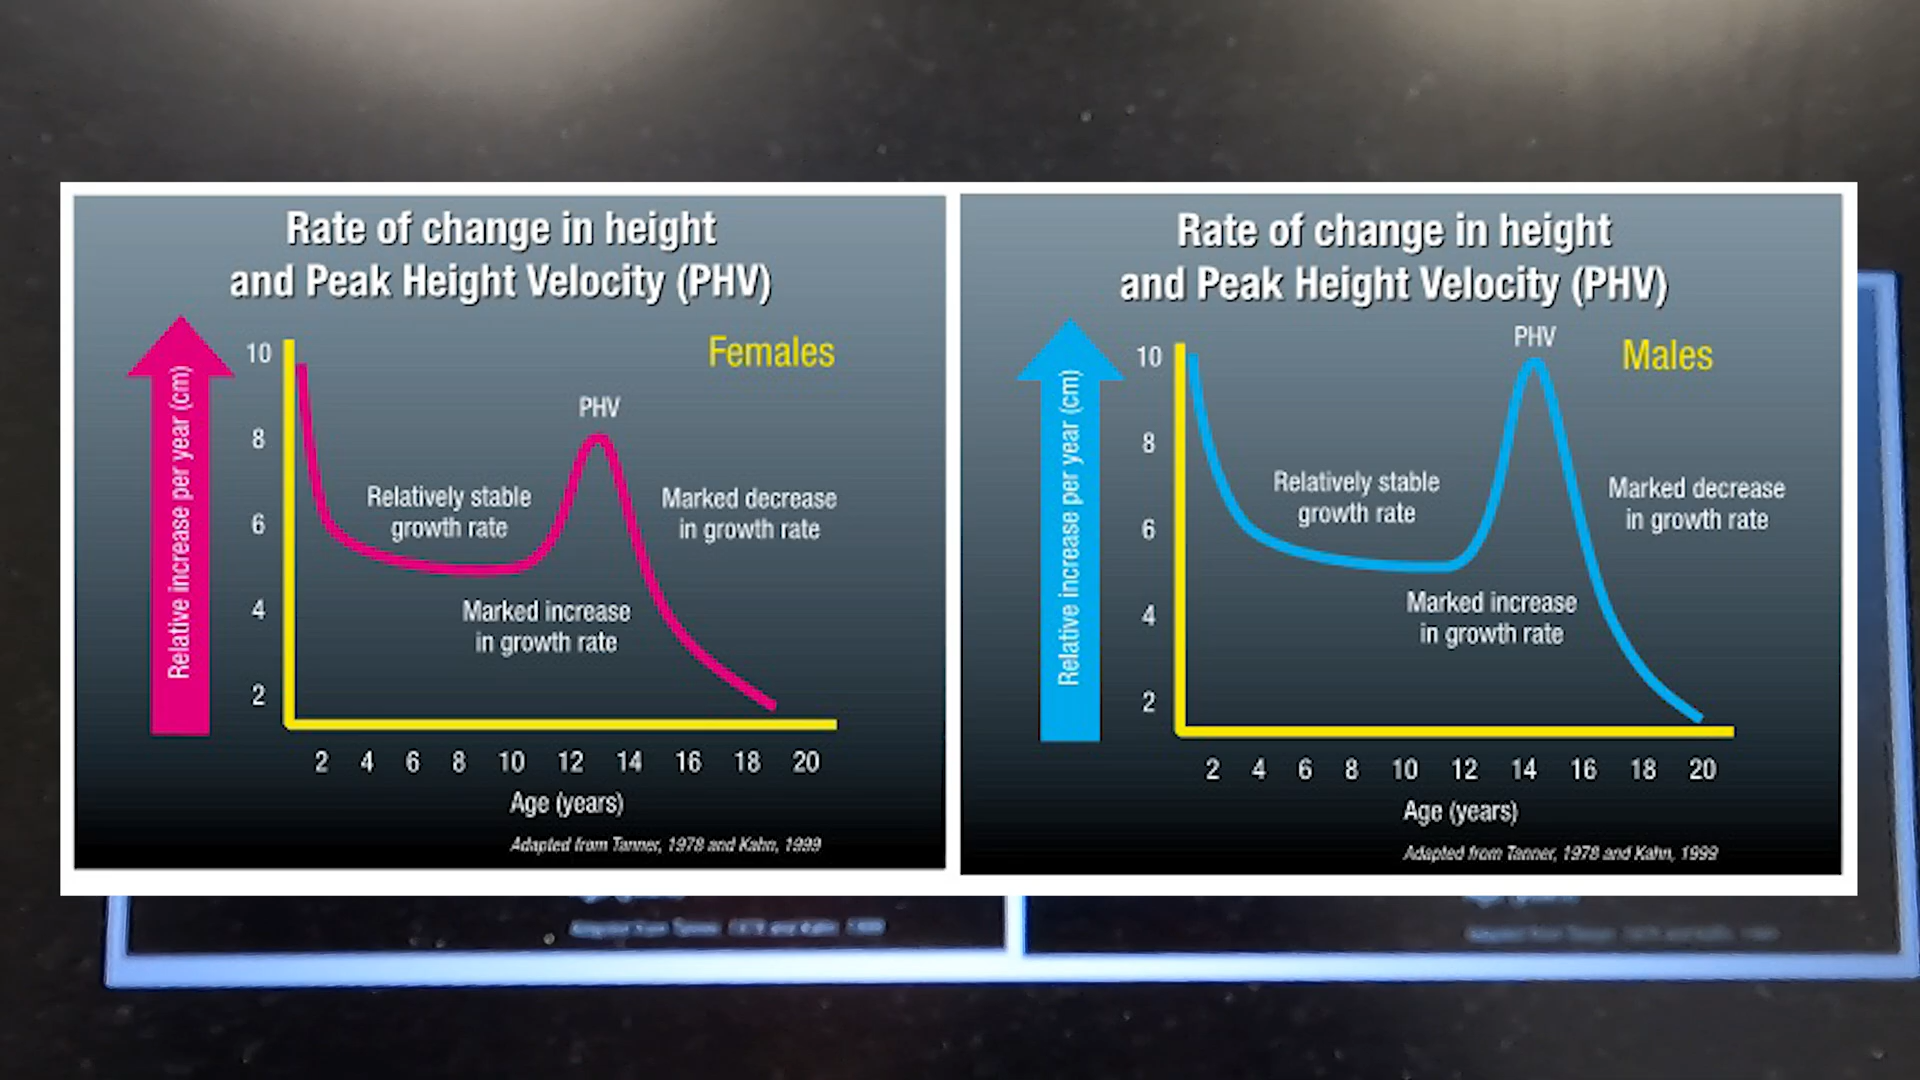 Rate of change in height
and Peak Height Velocity (PHV)
Females
Relative increase per year (cm)
10
8
6
4
2
PHV
Relatively stable
growth rate
Marked decrease
in growth rate
Marked increase
in growth rate
2 4 6 8 10 12 14 16 18 20
Age (years)
Adapted from Tanner, 1978 and Kahn, 1999
Rate of change in height
and Peak Height Velocity (PHV)
PHV
Males
Relative increase per year (cm)
10
8
6
4
2
Relatively stable
growth rate
Marked decrease
in growth rate
Marked increase
in growth rate
2 4 6 8 10 12 14 16 18 20
Age (years)
Adapted from Tanner, 1978 and Kahn, 1999